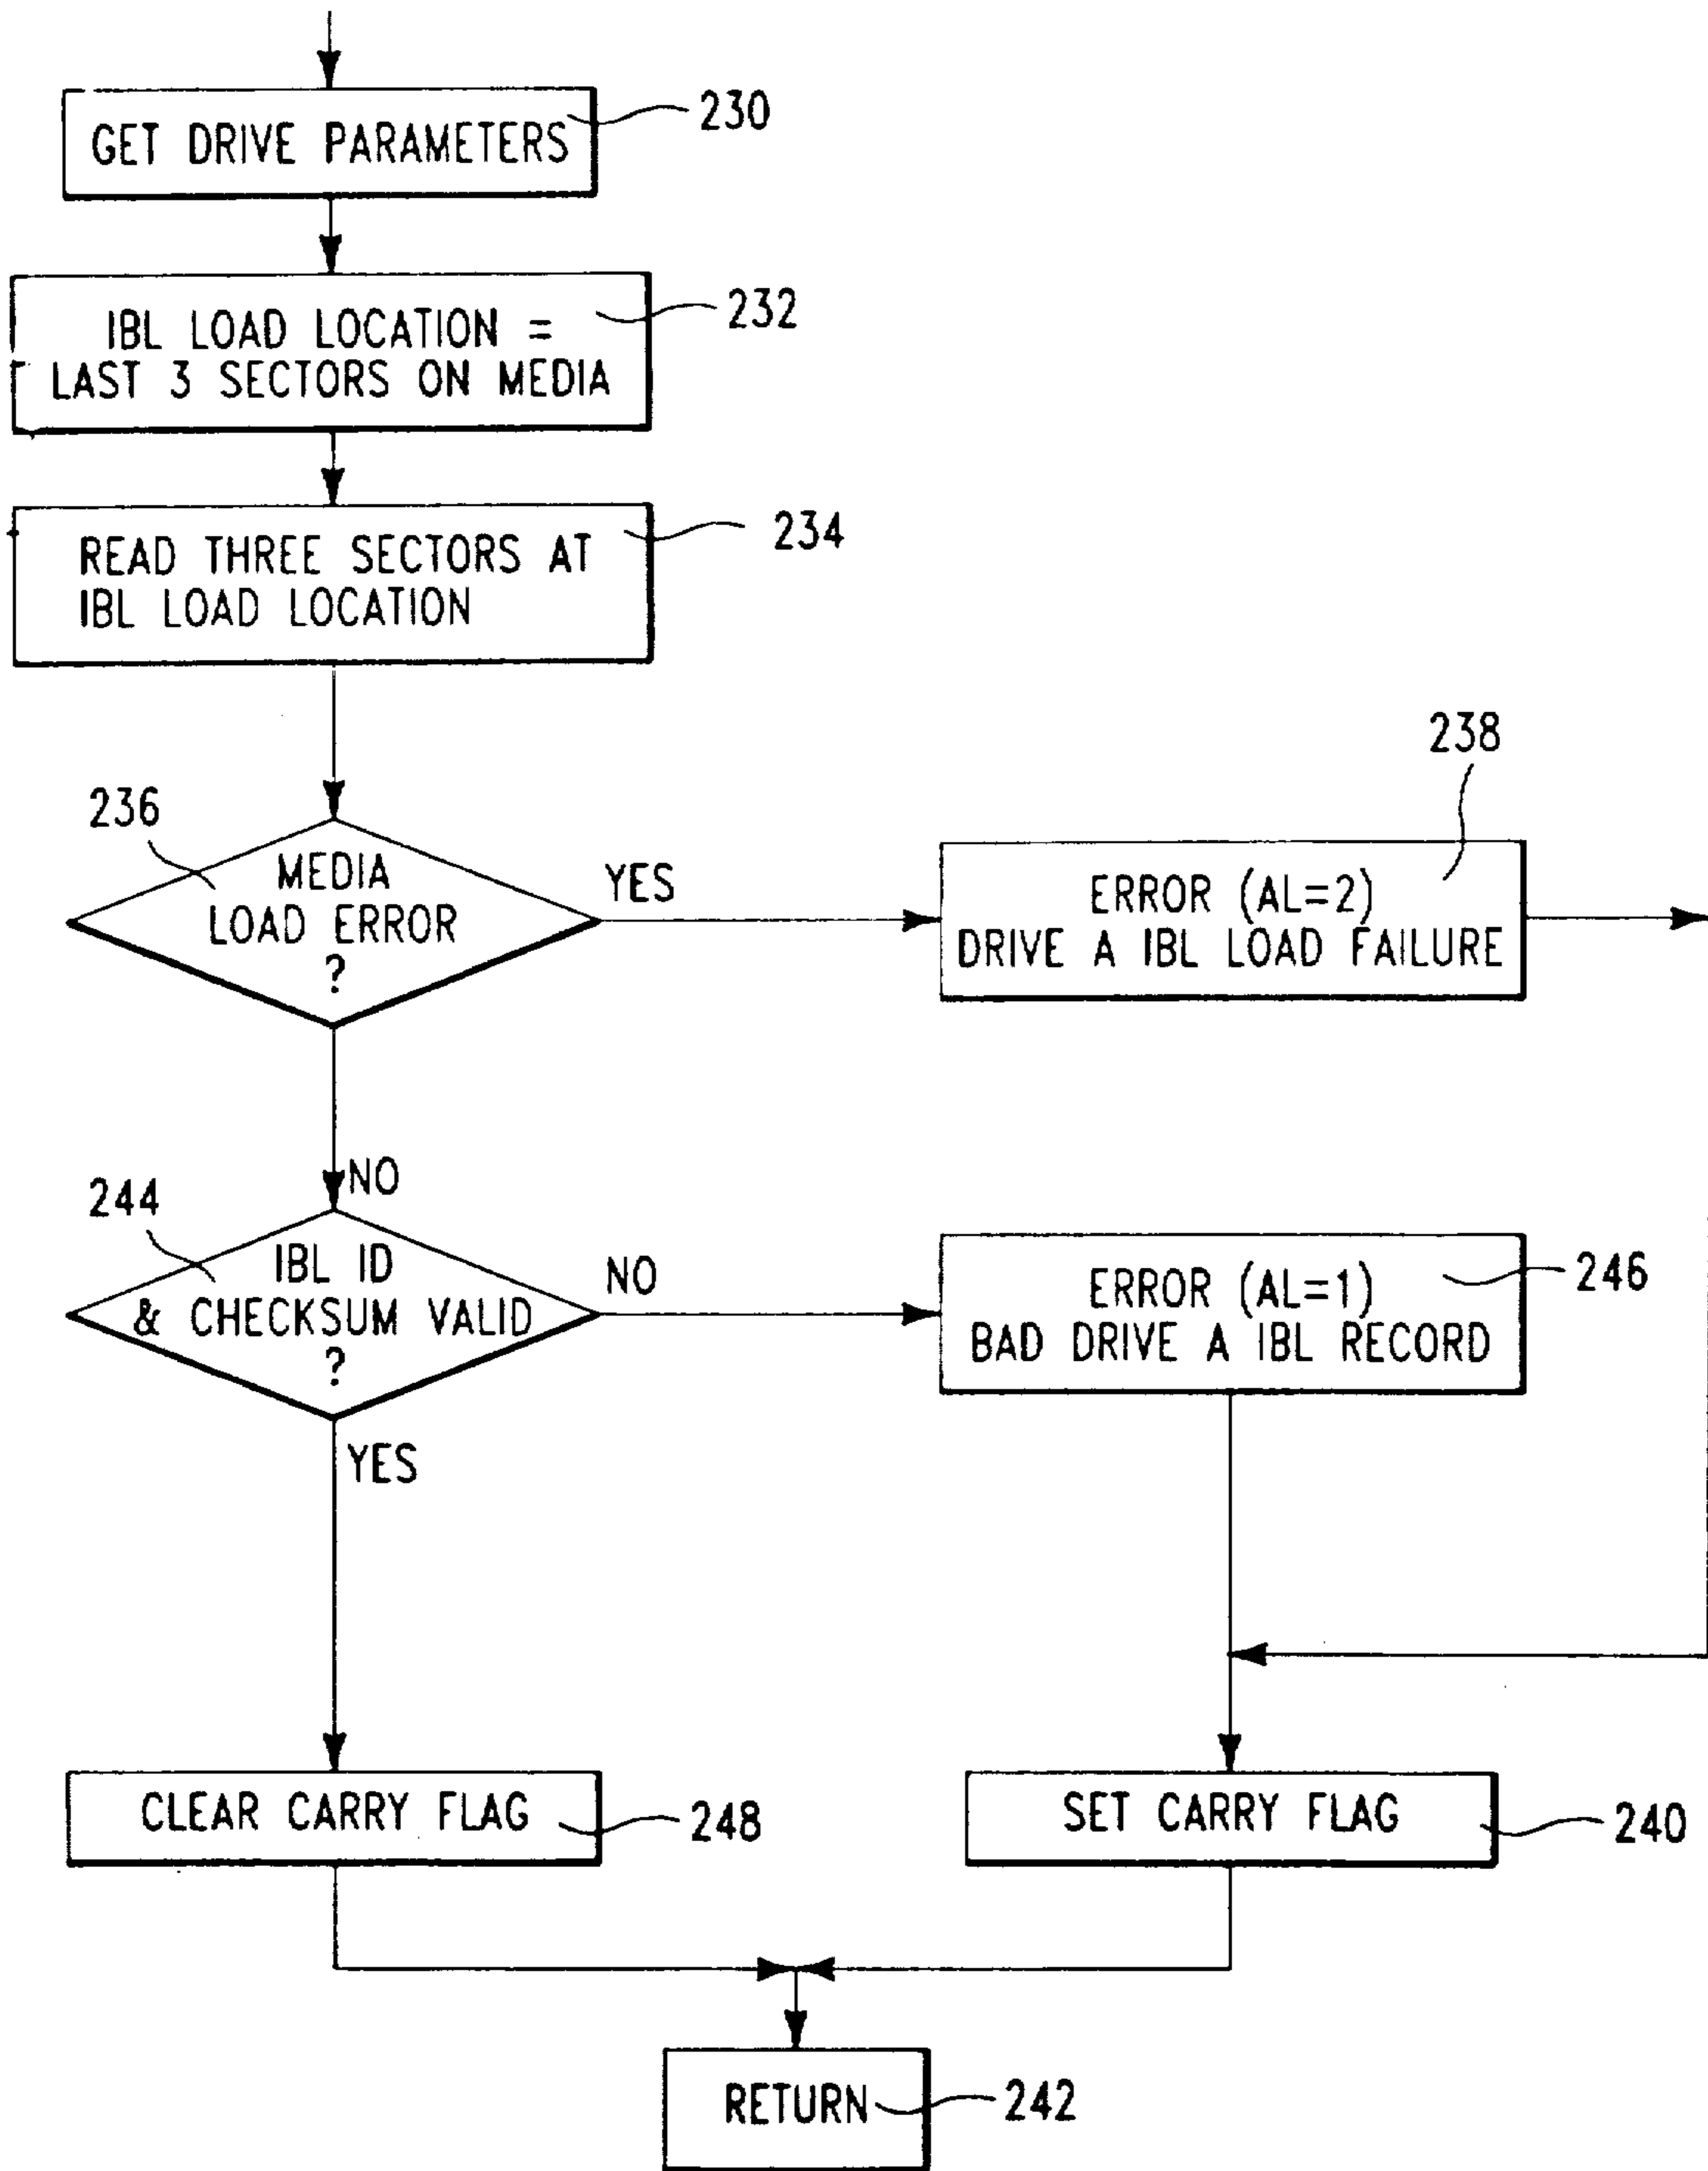 GET DRIVE PARAMETERS
230
IBL LOAD LOCATION =
LAST 3 SECTORS ON MEDIA
232
READ THREE SECTORS AT
IBL LOAD LOCATION
234
236
MEDIA
LOAD ERROR
?
YES
238
ERROR (AL=2)
DRIVE A IBL LOAD FAILURE
NO
244
IBL ID
& CHECKSUM VALID
?
NO
ERROR (AL=1)
BAD DRIVE A IBL RECORD
246
YES
CLEAR CARRY FLAG
248
SET CARRY FLAG
240
RETURN
242